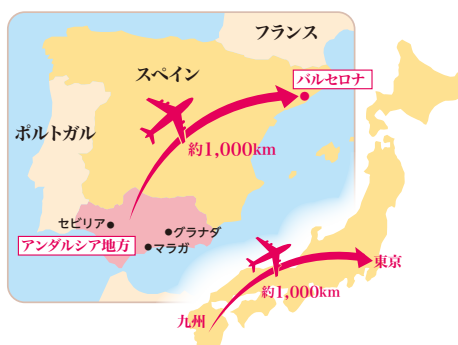 フランス
スペイン
バルセロナ
ポルトガル
約1,000km
セビリア
グラナダ
アンダルシア地方
マラガ
東京
約1,000km
九州